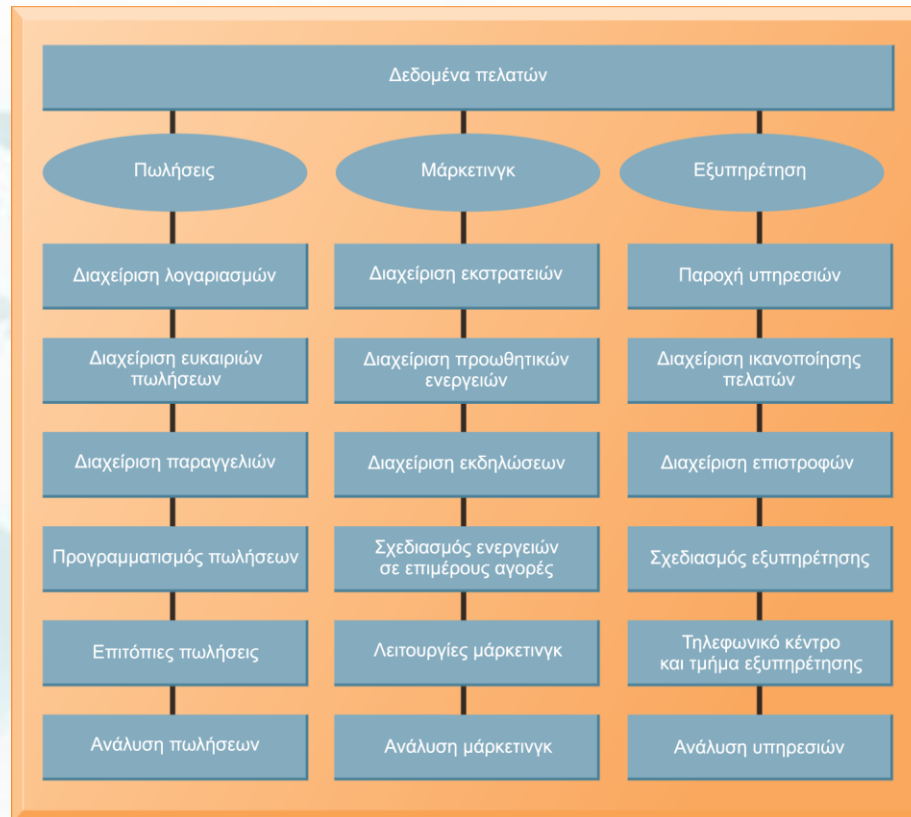 Δεδομένα πελατών
Πωλήσεις
Μάρκετινγκ
Εξυπηρέτηση
Διαχείριση λογαριασμών
Διαχείριση εκστρατειών
Παροχή υπηρεσιών
Διαχείριση ευκαιριών
πωλήσεων
Διαχείριση προωθητικών
ενεργειών
Διαχείριση ικανοποίησης
πελατών
Διαχείριση παραγγελιών
Διαχείριση εκδηλώσεων
Διαχείριση επιστροφών
Προγραμματισμός πωλήσεων
Σχεδιασμός ενεργειών
σε επιμέρους αγορές
Σχεδιασμός εξυπηρέτησης
Επιτόπιες πωλήσεις
Λειτουργίες μάρκετινγκ
Τηλεφωνικό κέντρο
και τμήμα εξυπηρέτησης
Ανάλυση πωλήσεων
Ανάλυση μάρκετινγκ
Ανάλυση υπηρεσιών